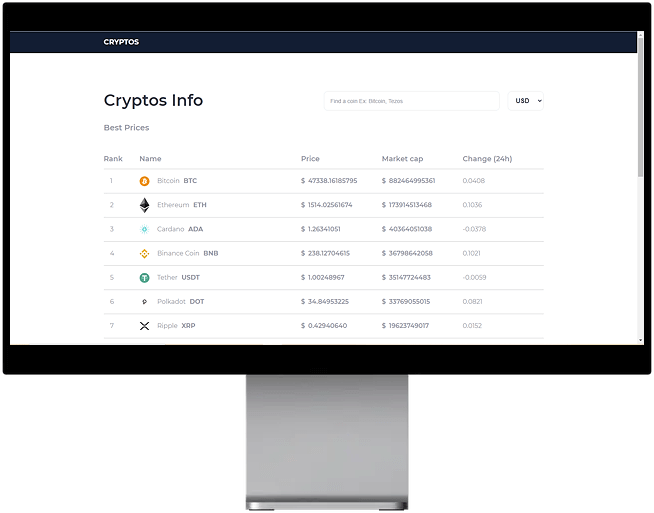 CRYPTOS
Cryptos Info
Find a coin Ex: Bitcoin, Tezos
USD
Best Prices
Rank Name Price Market cap Change (24h)
1 Bitcoin BTC $ 47338.16185795 $ 882464995361 0.0408
2 Ethereum ETH $ 1514.02561674 $ 173914513468 0.1036
3 Cardano ADA $ 1.26341051 $ 40364051038 -0.0378
4 Binance Coin BNB $ 238.12704615 $ 36798642058 0.1021
5 Tether USDT $ 1.00248967 $ 35147724483 -0.0059
6 Polkadot DOT $ 34.84953225 $ 33769055015 0.0821
7 Ripple XRP $ 0.42940640 $ 19623749017 0.0152